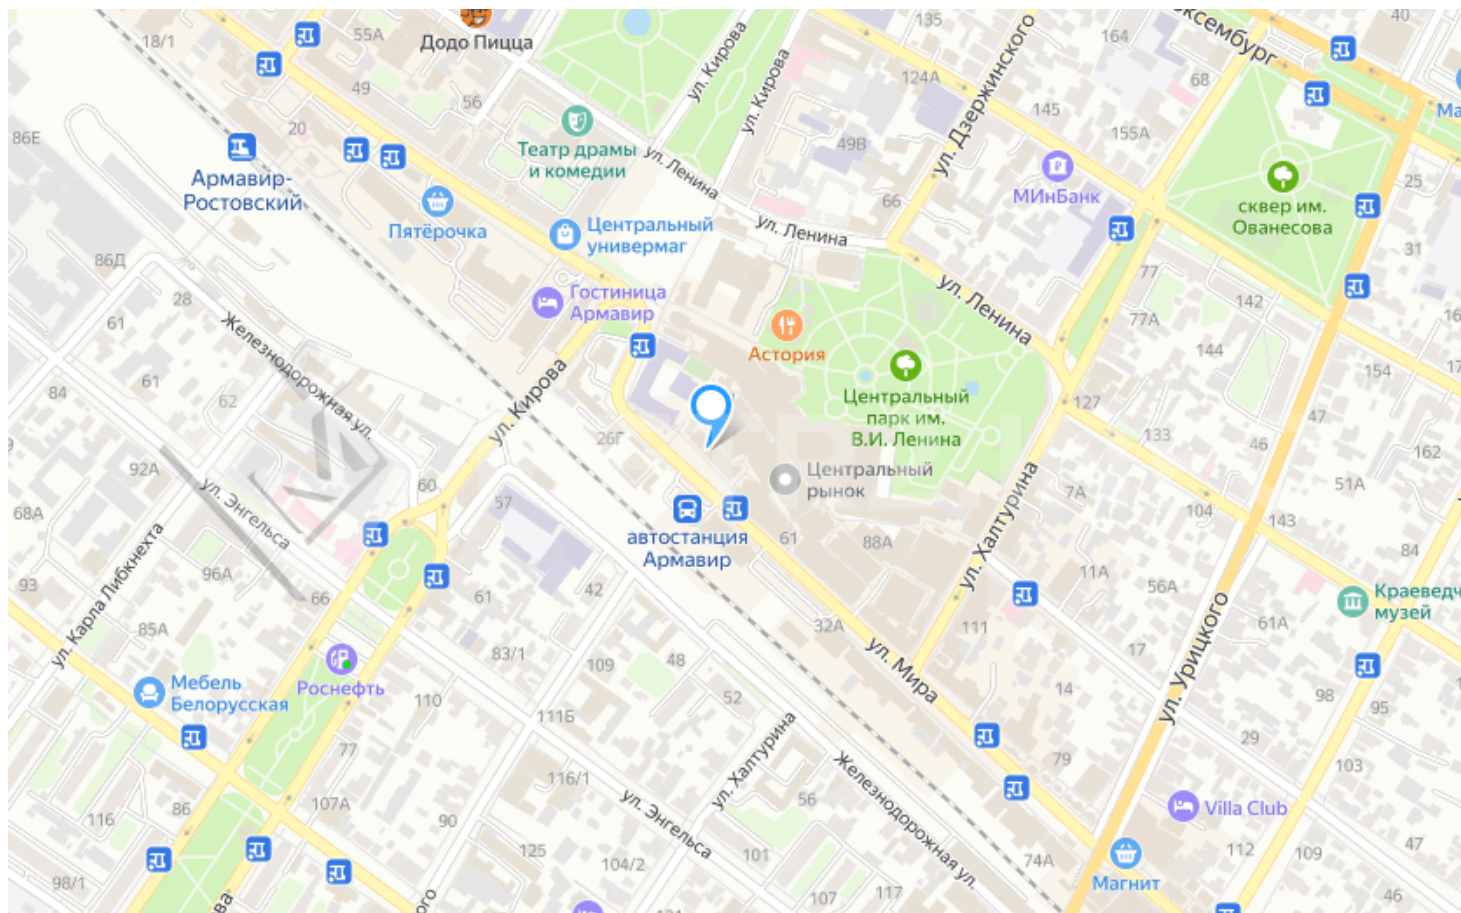 135
40
18/1
55А
Додо Пицца
ул. Кирова
ул. Кирова
ул. Дзержинского
164
ксембург
124А
68
49
56
145
Ма
20
86Е
155А
Театр драмы
и комедии
49В
ул. Ленина
МИнБанк
Армавир-
Ростовский
66
25
сквер им.
Ованесова
Пятёрочка
Центральный
универмаг
ул. Ленина
31
86Д
77
28
Гостиница
Армавир
ул. Ленина
142
16
61
77А
Железнодорожная ул.
Астория
144
154
61
84
62
ул. Кирова
Центральный
парк им.
В.И. Ленина
127
47
26Г
133
46
162
92А
Центральный
рынок
60
51А
ул. Энгельса
57
7А
104
143
68А
автостанция
Армавир
61
88А
ул. Халтурина
84
96А
11А
56А
93
66
61
42
Краеведч
музей
ул. Карла Либкнехта
85А
32А
111
61А
17
ул. Урицкого
83/1
109
48
ул. Мира
Роснефть
Мебель
Белорусская
110
52
14
98
95
111Б
77
ул. Халтурина
29
79
Железнодорожная ул.
103
116/1
107А
56
86
ул. Энгельса
Villa Club
116
90
47
125
101
74А
112
109
104/2
98/1
Магнит
107
117
46
ова
ого